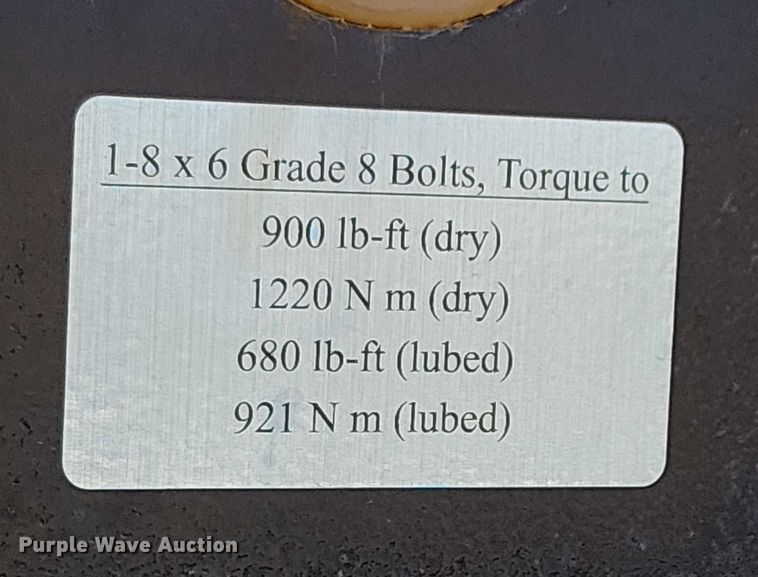 1-8 x 6 Grade 8 Bolts, Torque to
900 lb-ft (dry)
1220 N m (dry)
680 lb-ft (lubed)
921 N m (lubed)
Purple Wave Auction